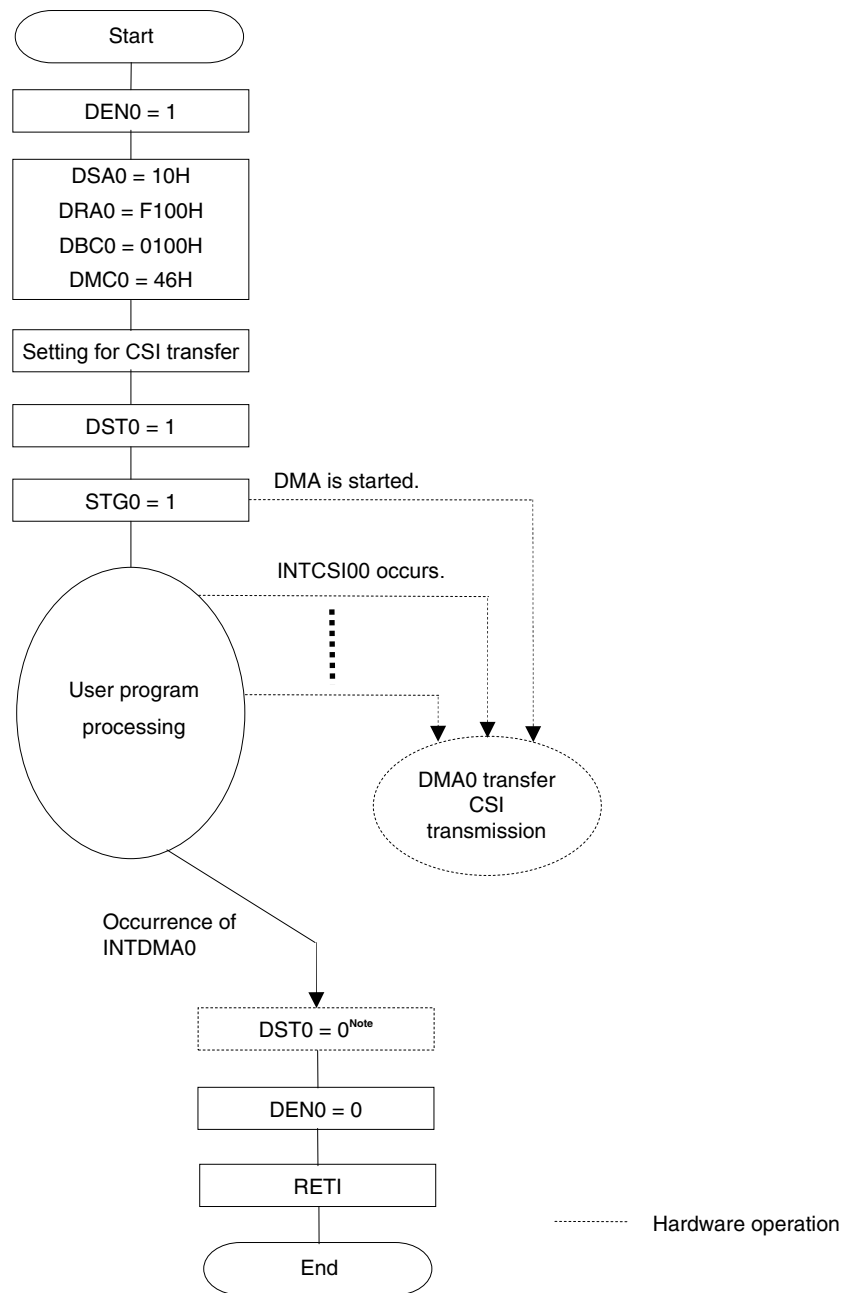 Start
DEN0 = 1
DSA0 = 10H
DRA0 = F100H
DBC0 = 0100H
DMC0 = 46H
Setting for CSI transfer
DST0 = 1
STG0 = 1
DMA is started.
INTCSI00 occurs.
User program
processing
DMA0 transfer
CSI
transmission
Occurrence of
INTDMA0
DST0 = 0Note
DEN0 = 0
RETI
Hardware operation
End